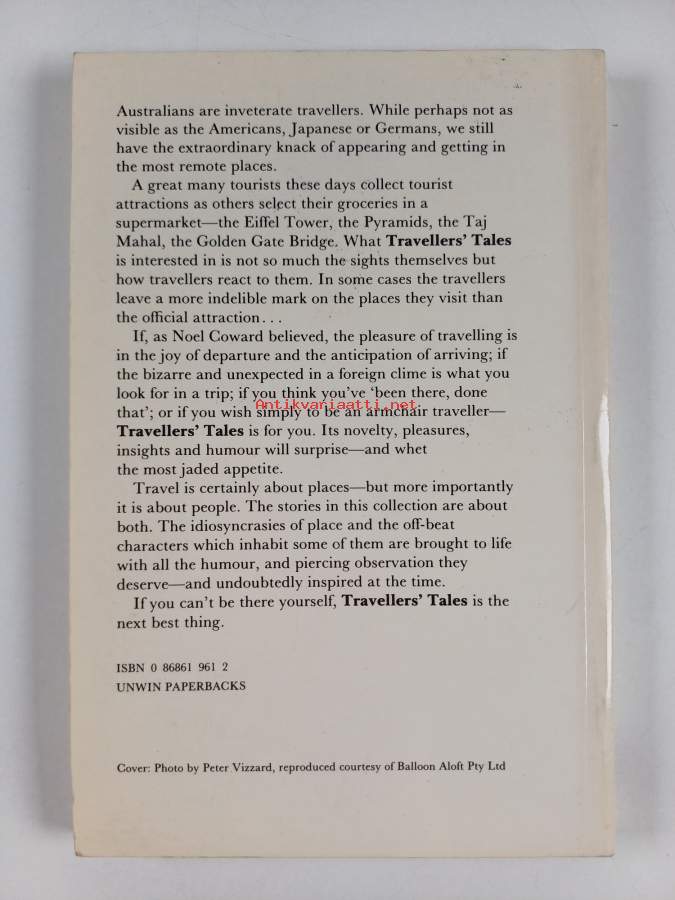 Australians are inveterate travellers. While perhaps not as
visible as the Americans, Japanese or Germans, we still
have the extraordinary knack of appearing and getting in
the most remote places.
A great many tourists these days collect tourist
attractions as others select their groceries in a
supermarket—the Eiffel Tower, the Pyramids, the Taj
Mahal, the Golden Gate Bridge. What Travellers' Tales
is interested in is not so much the sights themselves but
how travellers react to them. In some cases the travellers
leave a more indelible mark on the places they visit than
the official attraction...
If, as Noel Coward believed, the pleasure of travelling is
in the joy of departure and the anticipation of arriving; if
the bizarre and unexpected in a foreign clime is what you
look for in a trip; if you think you've 'been there, done
Antikvariaatti.net
that'; or if you wish simply to be an armchair traveller—
Travellers' Tales is for you. Its novelty, pleasures,
insights and humour will surprise—and whet
the most jaded appetite.
Travel is certainly about places—but more importantly
it is about people. The stories in this collection are about
both. The idiosyncrasies of place and the off-beat
characters which inhabit some of them are brought to life
with all the humour, and piercing observation they
deserve—and undoubtedly inspired at the time.
If you can't be there yourself, Travellers' Tales is the
next best thing.
ISBN 0 86861 961 2
UNWIN PAPERBACKS
Cover: Photo by Peter Vizzard, reproduced courtesy of Balloon Aloft Pty Ltd